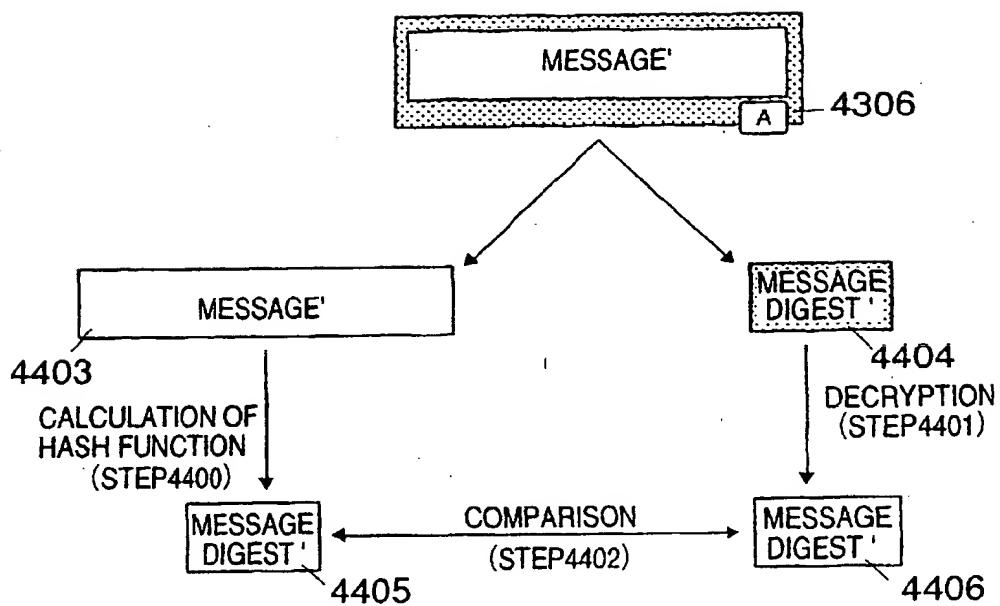 MESSAGE'
A
4306
MESSAGE'
4403
MESSAGE
DIGEST '
4404
CALCULATION OF
HASH FUNCTION
(STEP4400)
DECRYPTION
(STEP4401)
MESSAGE
DIGEST '
4405
COMPARISON
(STEP4402)
MESSAGE
DIGEST '
4406